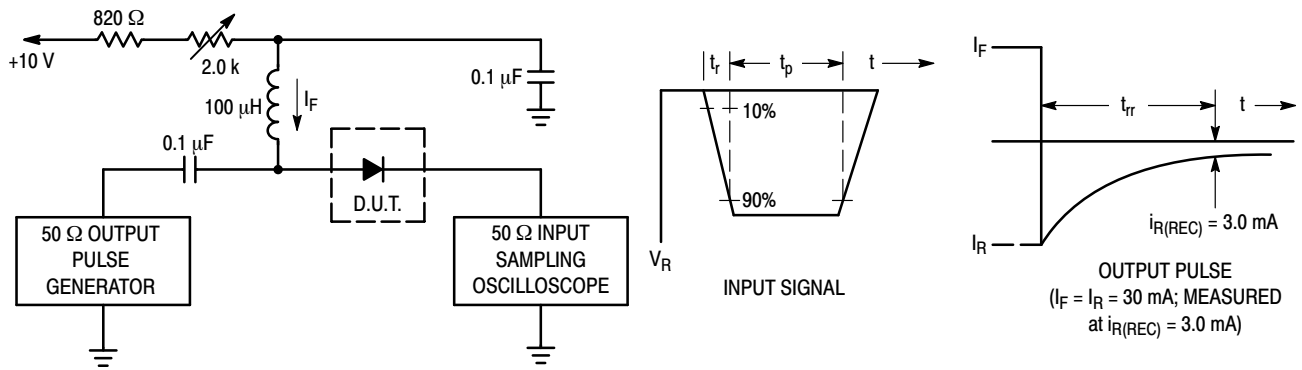 820 Ω
+10 V
2.0 k
100 μH
I_F
0.1 μF
0.1 μF
D.U.T.
50 Ω OUTPUT
PULSE
GENERATOR
50 Ω INPUT
SAMPLING
OSCILLOSCOPE
t_r
t_p
t
10%
90%
V_R
INPUT SIGNAL
I_F
t_rr
t
I_R
i_R(REC) = 3.0 mA
OUTPUT PULSE
(I_F = I_R = 30 mA; MEASURED
at i_R(REC) = 3.0 mA)